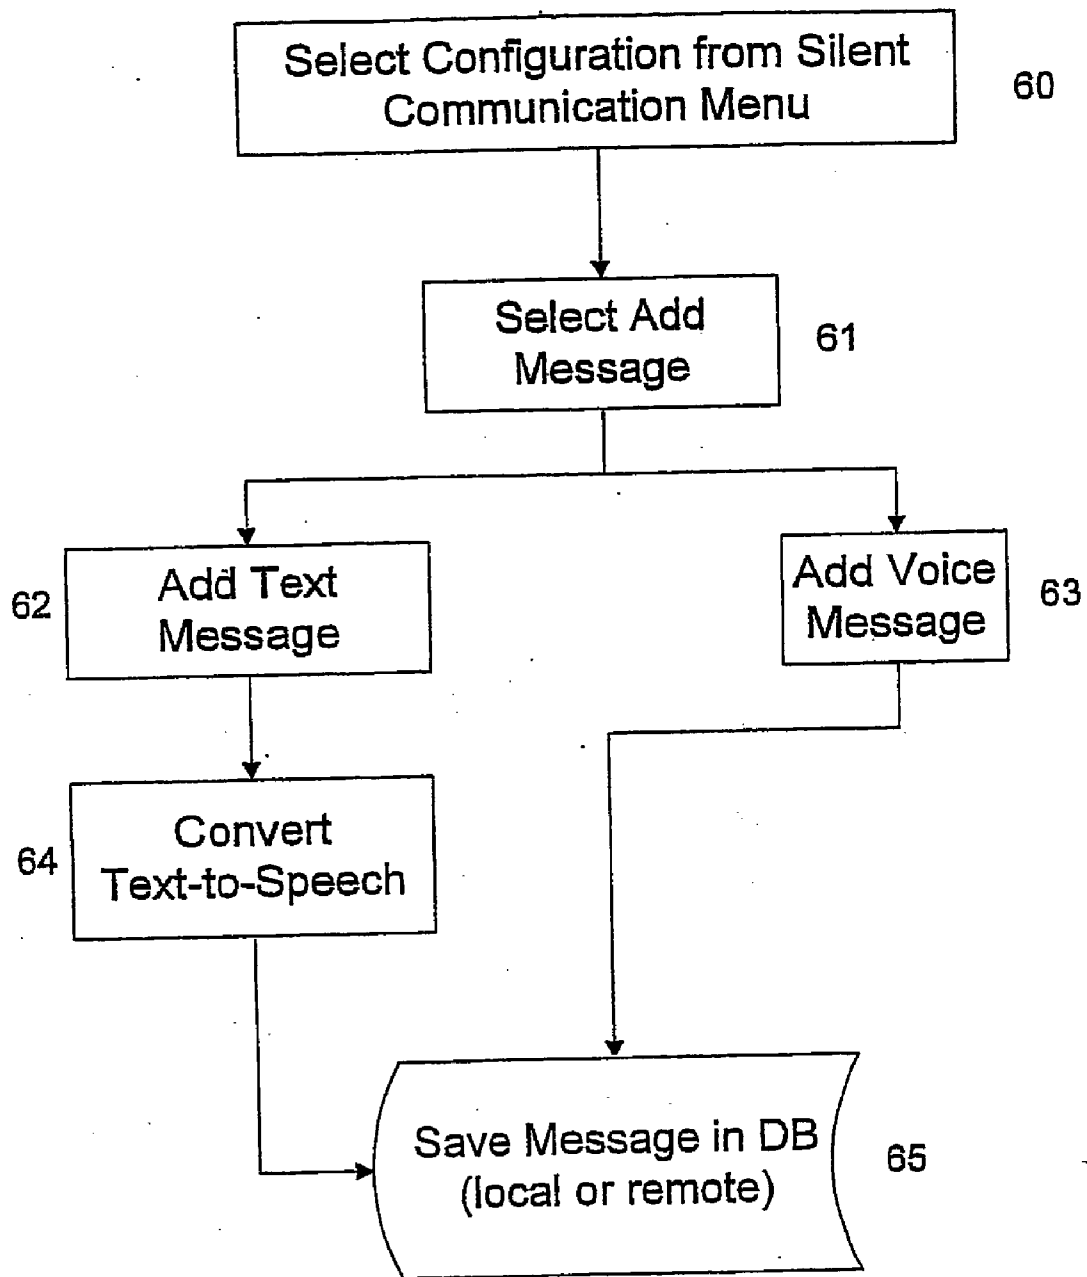 Select Configuration from Silent
Communication Menu
60
Select Add
Message
61
62
Add Text
Message
Add Voice
Message
63
64
Convert
Text-to-Speech
Save Message in DB
(local or remote)
65